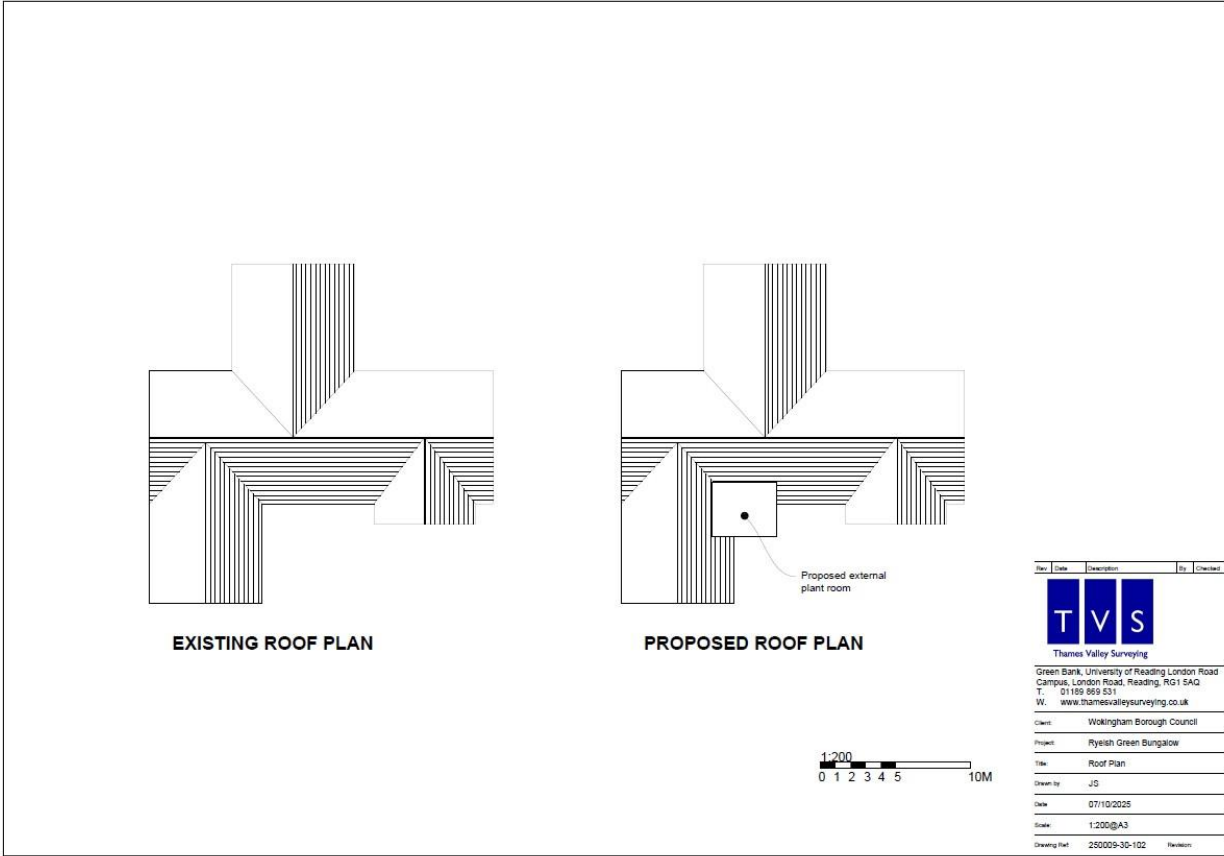 Proposed external
plant room
EXISTING ROOF PLAN
PROPOSED ROOF PLAN
1:200
0 1 2 3 4 5 10M
Rev Date Description By Checked
TVS
Thames Valley Surveying
Green Bank, University of Reading London Road
Campus, London Road, Reading, RG1 5AQ
T. 01189 869 531
W. www.thamesvalleysurveying.co.uk
Client: Wokingham Borough Council
Project: Ryeish Green Bungalow
Title: Roof Plan
Drawn by JS
Date 07/10/2025
Scale: 1:200@A3
Drawing Ref: 250009-30-102 Revision: